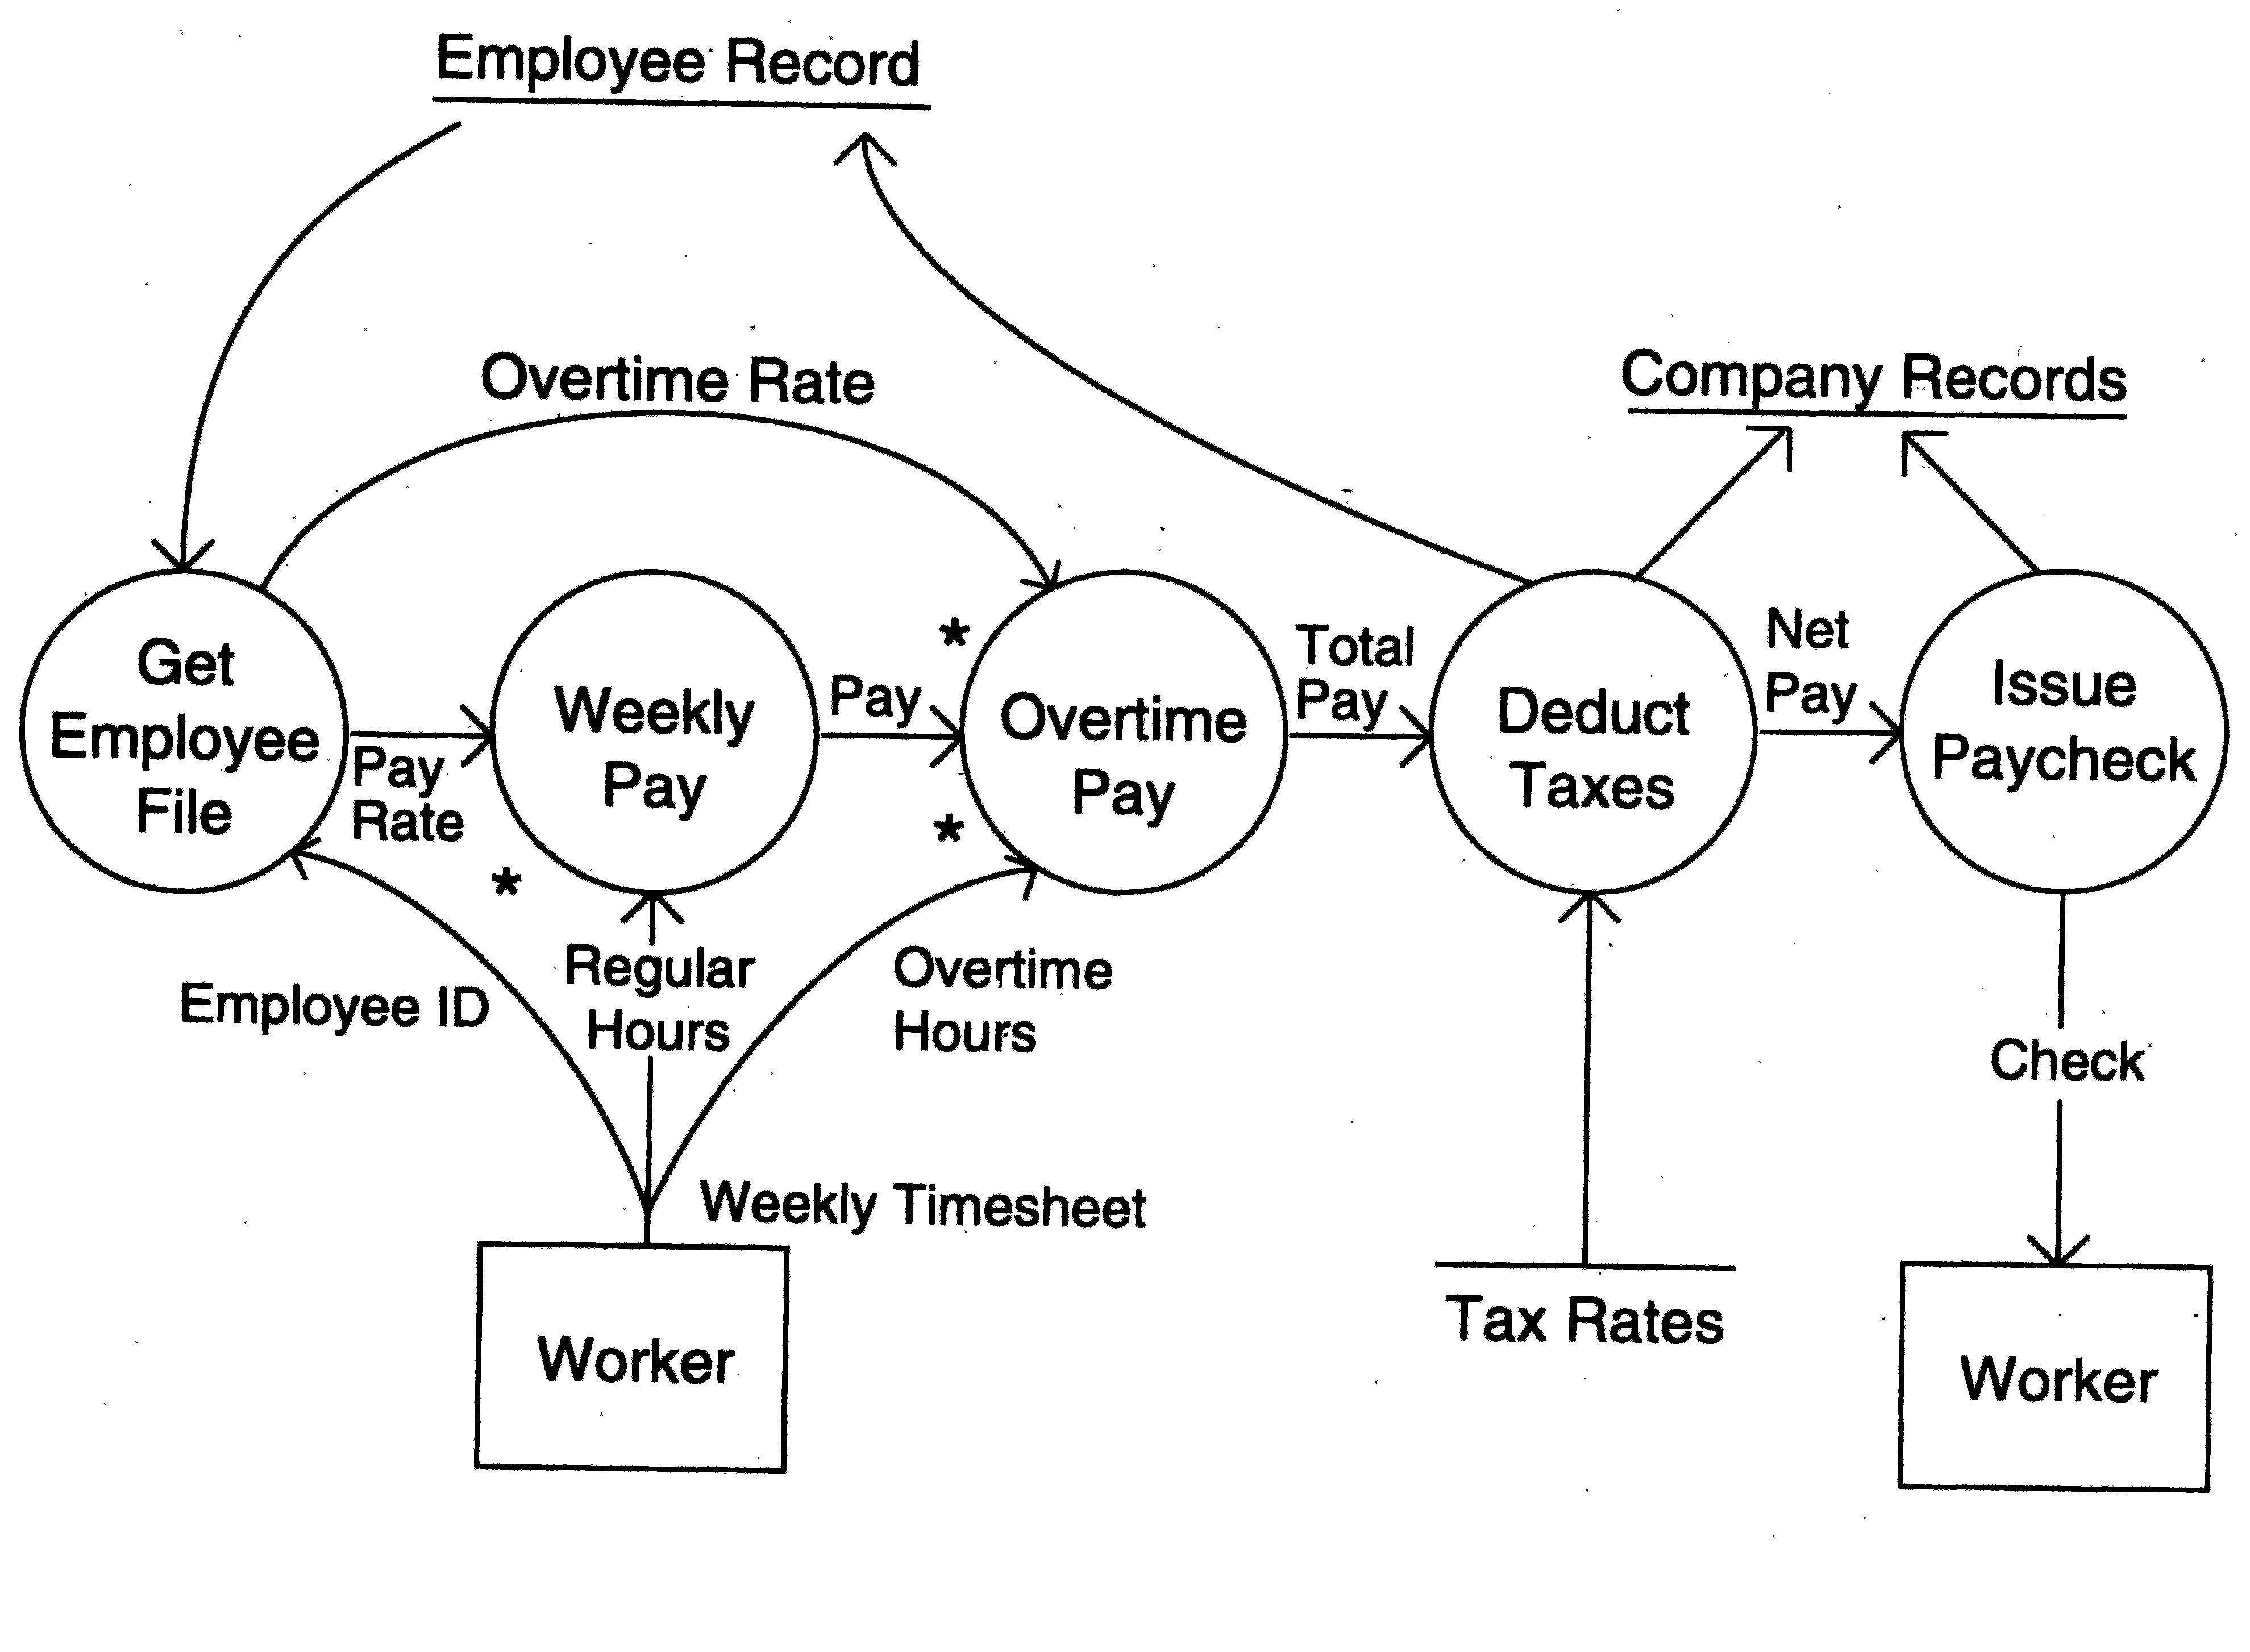 Employee Record
Overtime Rate
Company Records
Get
Employee
File
Pay
Rate
*
Weekly
Pay
Pay
*
*
Overtime
Pay
Total
Pay
Deduct
Taxes
Net
Pay
Issue
Paycheck
Employee ID
Regular
Hours
Overtime
Hours
Check
Weekly Timesheet
Worker
Tax Rates
Worker